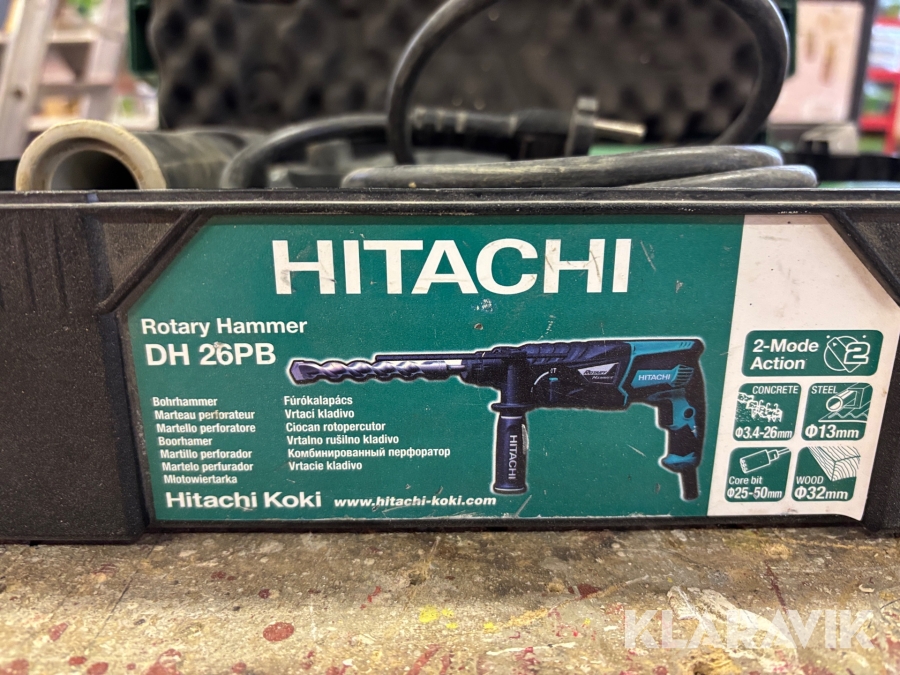 HITACHI
Rotary Hammer
DH 26PB
Bohrhammer
Marteau perforateur
Martello perforatore
Boorhamer
Martillo perforador
Martelo perfurador
Młotowiertarka
Fúrókalapács
Vrtací kladivo
Ciocan rotopercutor
Vrtalno rušilno kladivo
Комбинированный перфоратор
Vrtacie kladivo
Hitachi Koki www.hitachi-koki.com
HITACHI
HITACHI
2-Mode
Action
2
CONCRETE
Φ3.4-26mm
STEEL
Φ13mm
Core bit
Φ25-50mm
WOOD
Φ32mm
KLARAVIK